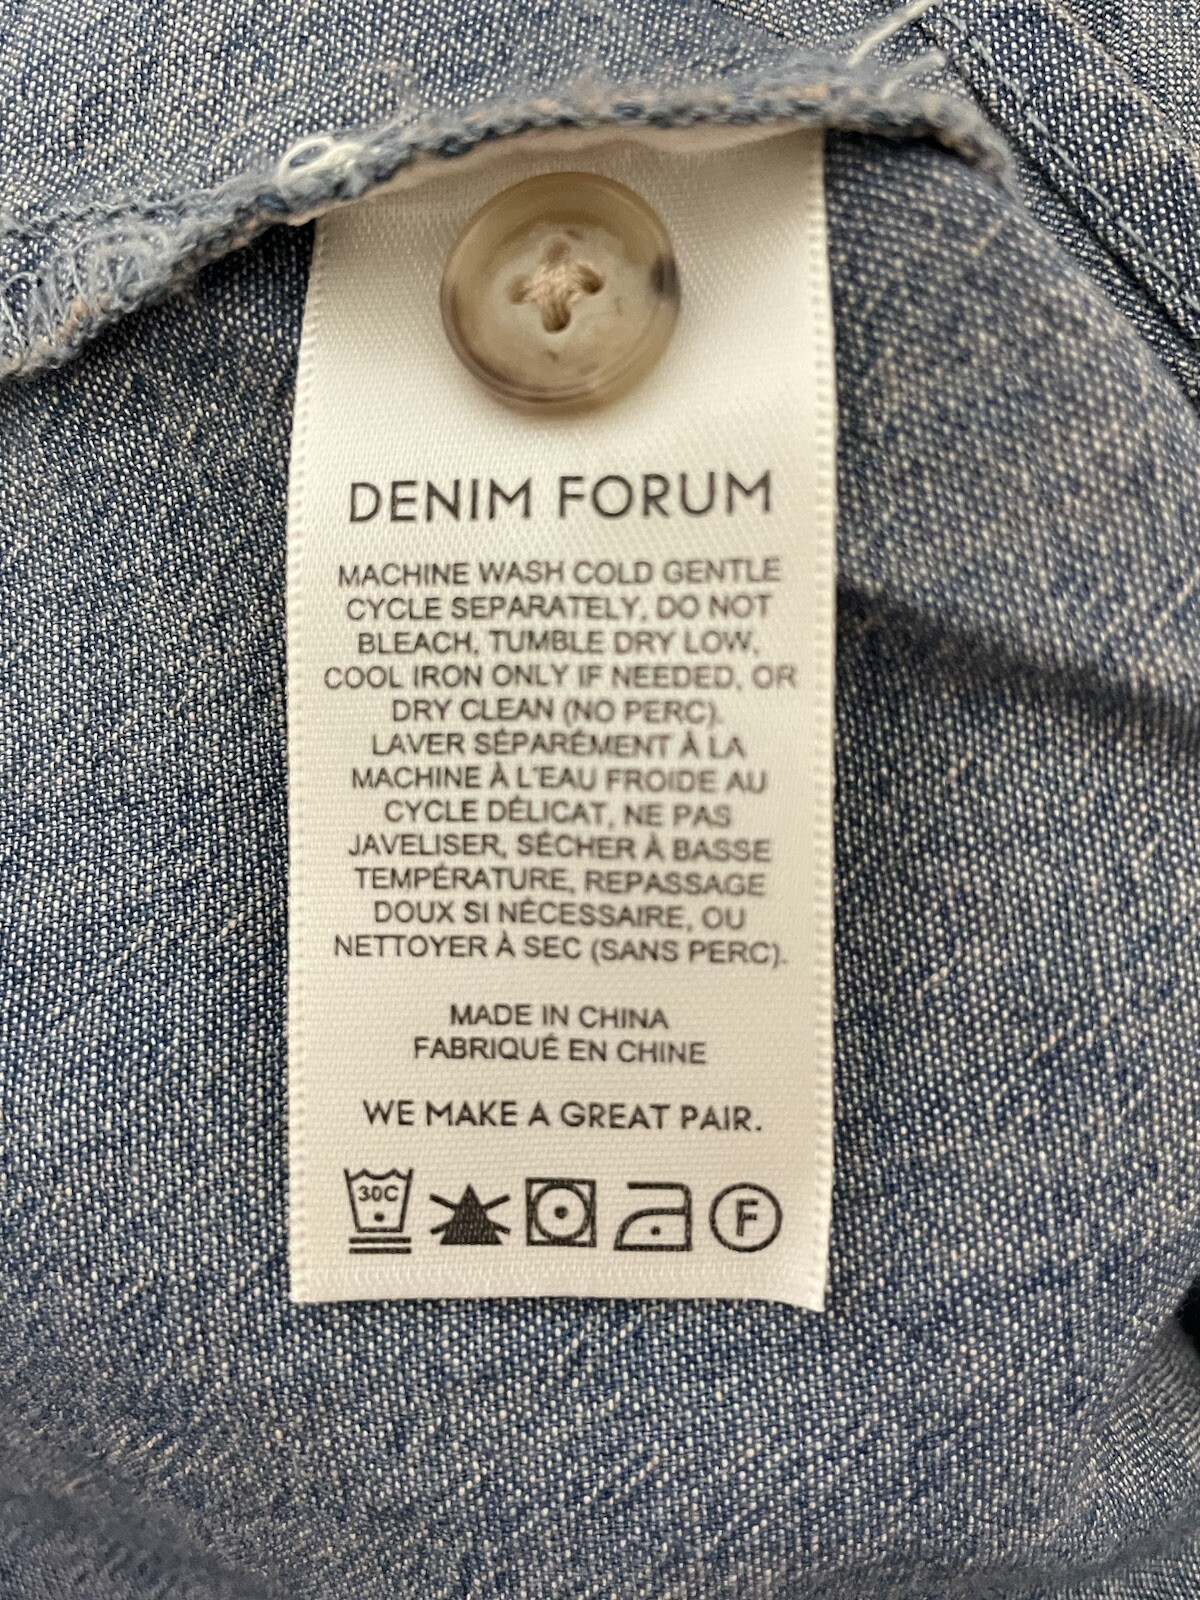 DENIM FORUM
MACHINE WASH COLD GENTLE
CYCLE SEPARATELY, DO NOT
BLEACH, TUMBLE DRY LOW,
COOL IRON ONLY IF NEEDED, OR
DRY CLEAN (NO PERC).
LAVER SÉPARÉMENT À LA
MACHINE À L'EAU FROIDE AU
CYCLE DÉLICAT, NE PAS
JAVELISER, SÉCHER À BASSE
TEMPÉRATURE, REPASSAGE
DOUX SI NÉCESSAIRE, OU
NETTOYER À SEC (SANS PERC).
MADE IN CHINA
FABRIQUÉ EN CHINE
WE MAKE A GREAT PAIR.
30C F